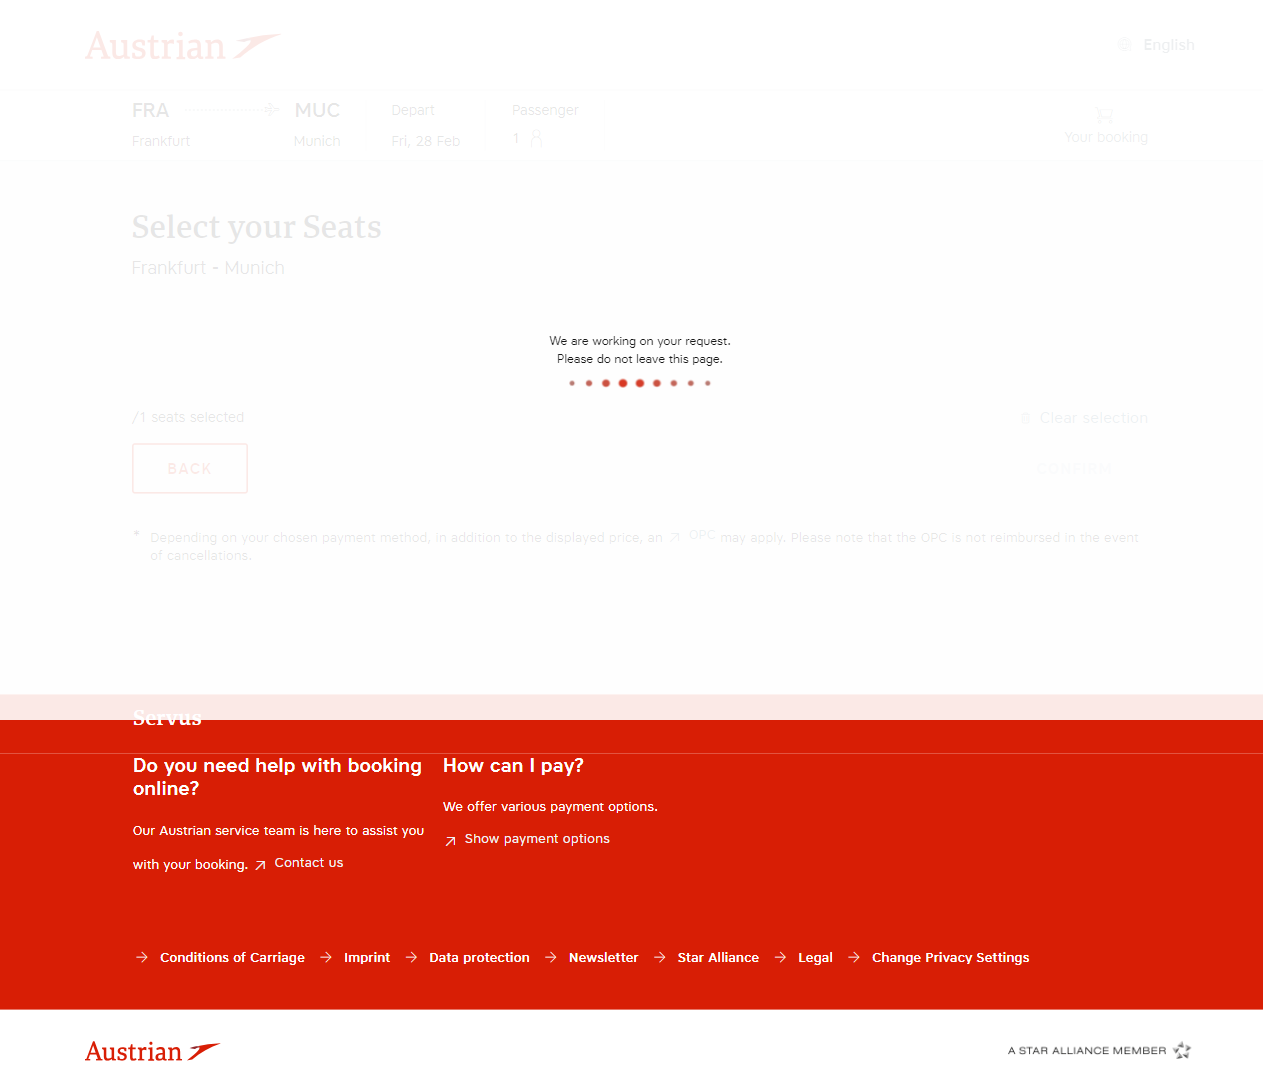 Austrian
English
FRA
MUC
Depart
Passenger
Frankfurt
Munich
Fri, 28 Feb
1
Your booking
Select your Seats
Frankfurt - Munich
We are working on your request.
Please do not leave this page.
/1 seats selected
Clear selection
BACK
CONFIRM
* Depending on your chosen payment method, in addition to the displayed price, an OPC may apply. Please note that the OPC is not reimbursed in the event
of cancellations.
Servus
Do you need help with booking
online?
Our Austrian service team is here to assist you
with your booking. Contact us
How can I pay?
We offer various payment options.
Show payment options
Conditions of Carriage Imprint Data protection Newsletter Star Alliance Legal Change Privacy Settings
Austrian
A STAR ALLIANCE MEMBER